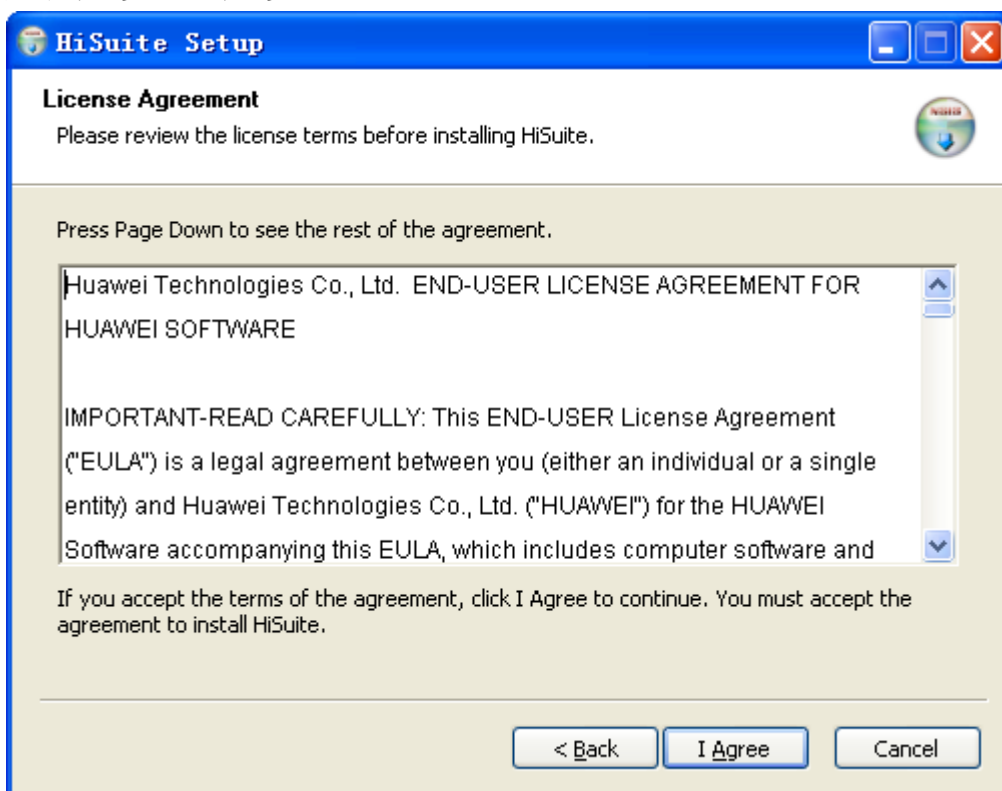 HiSuite Setup
License Agreement
Please review the license terms before installing HiSuite.
Press Page Down to see the rest of the agreement.
Huawei Technologies Co., Ltd.  END-USER LICENSE AGREEMENT FOR
HUAWEI SOFTWARE
IMPORTANT-READ CAREFULLY: This END-USER License Agreement
("EULA") is a legal agreement between you (either an individual or a single
entity) and Huawei Technologies Co., Ltd. ("HUAWEI") for the HUAWEI
Software accompanying this EULA, which includes computer software and
If you accept the terms of the agreement, click I Agree to continue. You must accept the
agreement to install HiSuite.
< Back
I Agree
Cancel